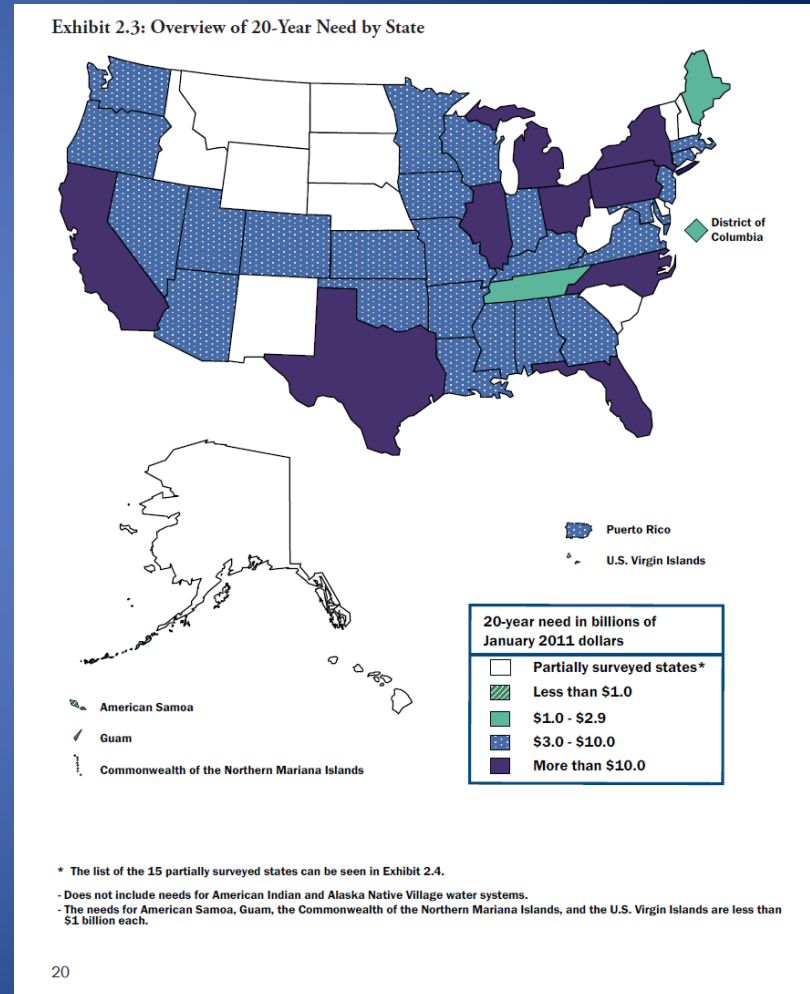 Exhibit 2.3: Overview of 20-Year Need by State
District of
Columbia
Puerto Rico
U.S. Virgin Islands
20-year need in billions of
January 2011 dollars
Partially surveyed states*
Less than $1.0
$1.0 - $2.9
$3.0 - $10.0
More than $10.0
American Samoa
Guam
Commonwealth of the Northern Mariana Islands
* The list of the 15 partially surveyed states can be seen in Exhibit 2.4.
- Does not include needs for American Indian and Alaska Native Village water systems.
- The needs for American Samoa, Guam, the Commonwealth of the Northern Mariana Islands, and the U.S. Virgin Islands are less than
$1 billion each.
20